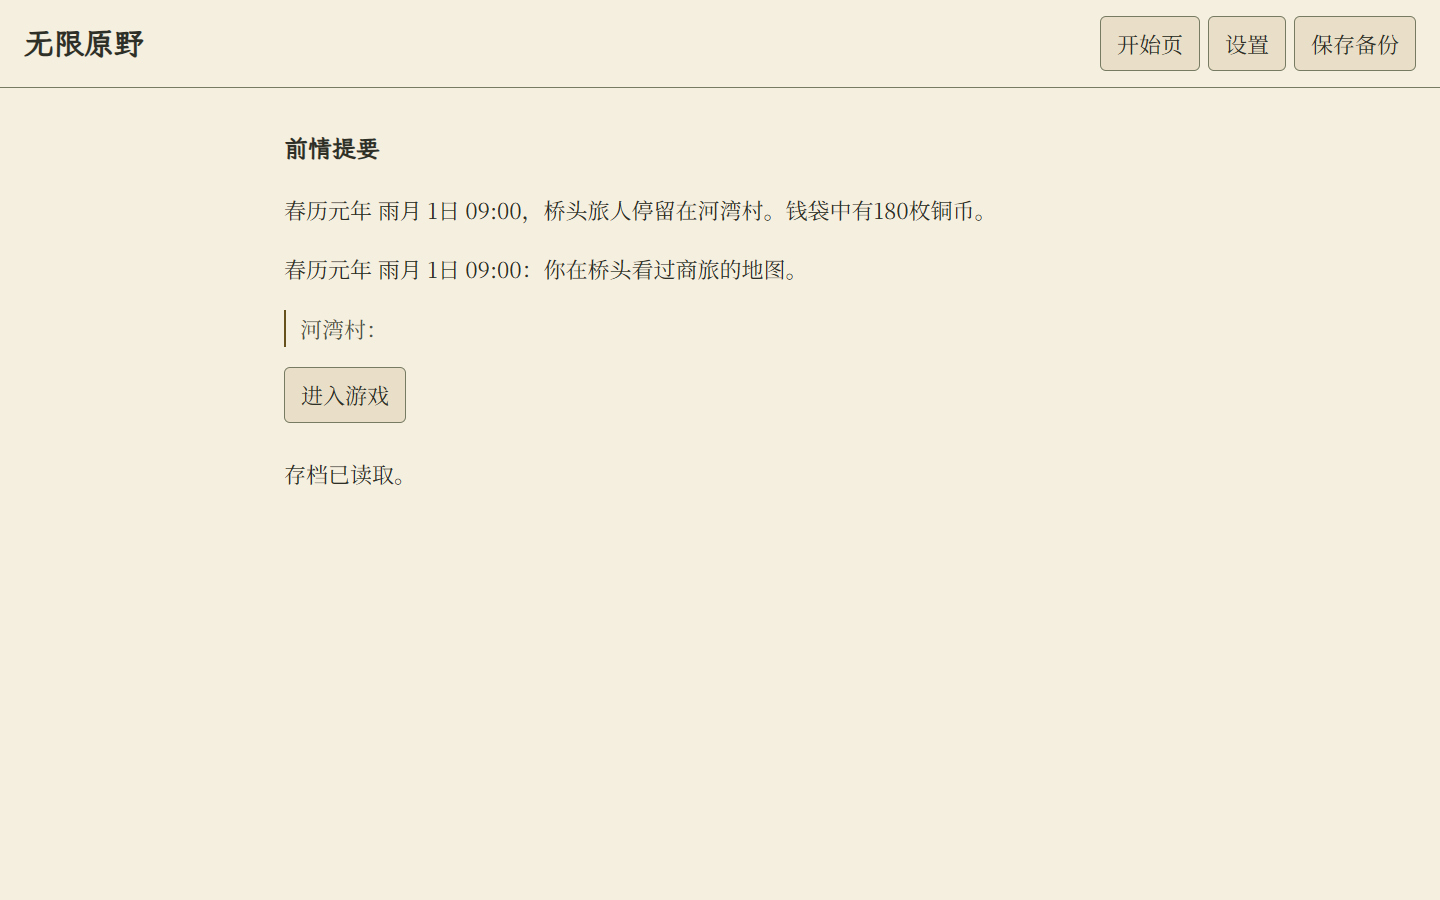 无限原野
开始页
设置
保存备份
前情提要
春历元年 雨月 1日 09:00，桥头旅人停留在河湾村。钱袋中有180枚铜币。
春历元年 雨月 1日 09:00：你在桥头看过商旅的地图。
河湾村：
进入游戏
存档已读取。